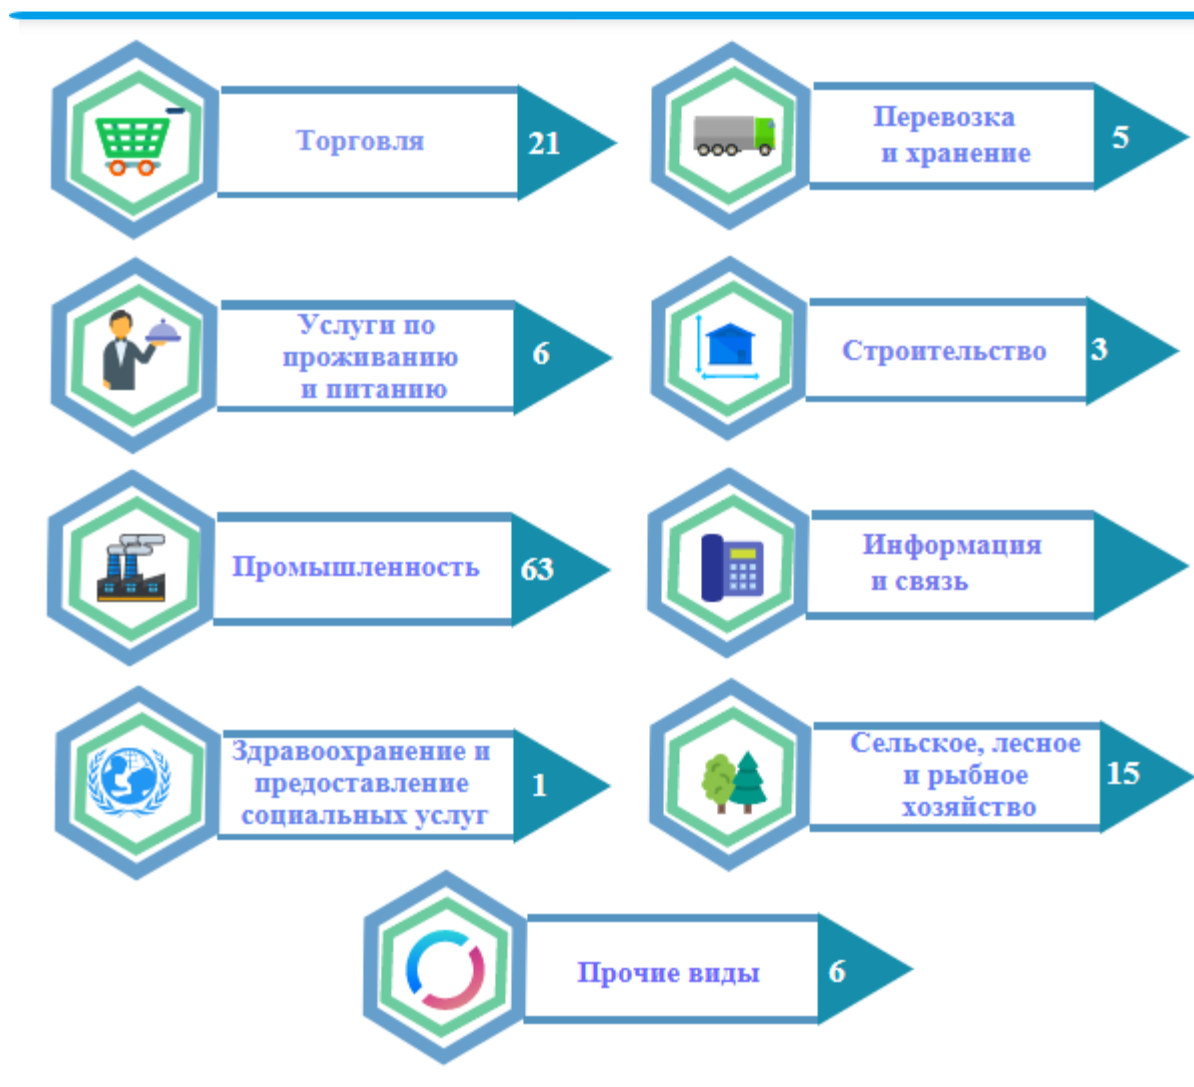 Торговля
21
Перевозка
и хранение
5
Услуги по
проживанию
и питанию
6
Строительство
3
Промышленность
63
Информация
и связь
Здравоохранение и
предоставление
социальных услуг
1
Сельское, лесное
и рыбное
хозяйство
15
Прочие виды
6